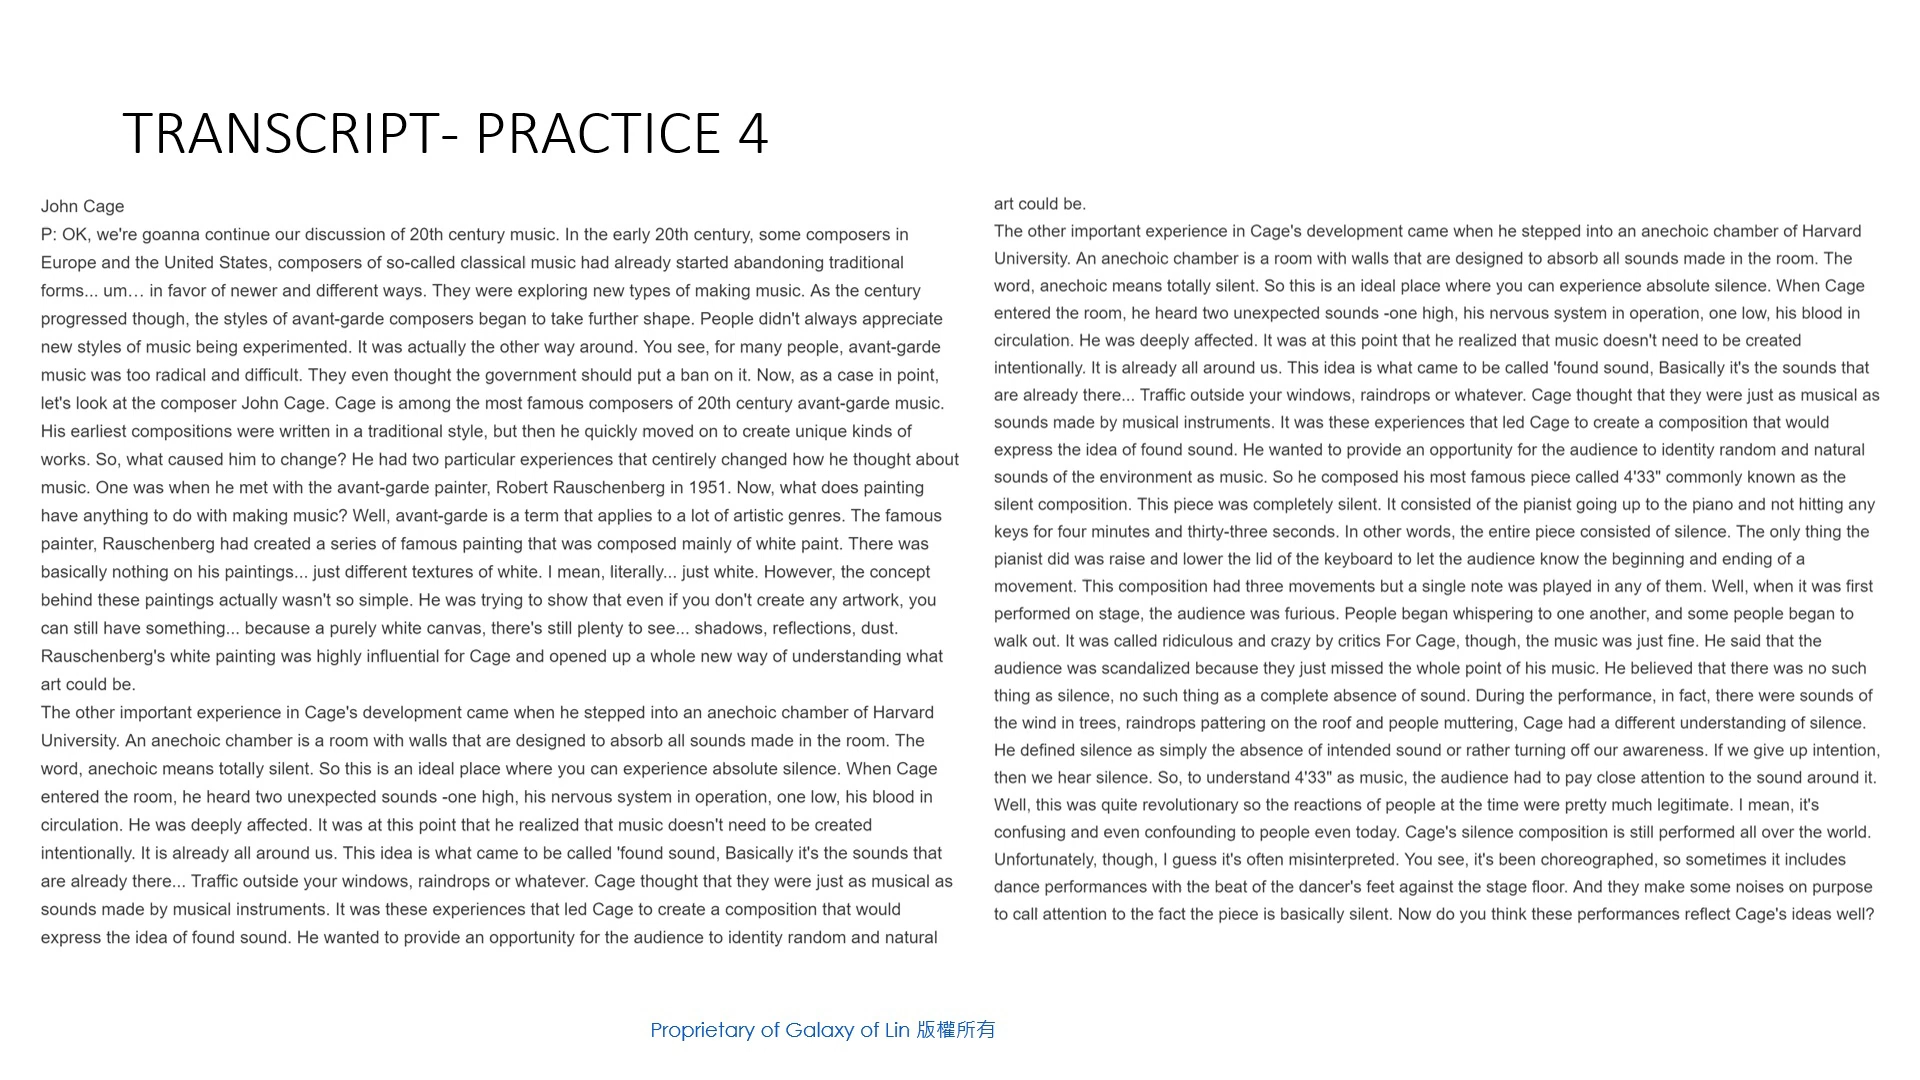 TRANSCRIPT- PRACTICE 4
John Cage
P: OK, we're goanna continue our discussion of 20th century music. In the early 20th century, some composers in
Europe and the United States, composers of so-called classical music had already started abandoning traditional
forms... um… in favor of newer and different ways. They were exploring new types of making music. As the century
progressed though, the styles of avant-garde composers began to take further shape. People didn't always appreciate
new styles of music being experimented. It was actually the other way around. You see, for many people, avant-garde
music was too radical and difficult. They even thought the government should put a ban on it. Now, as a case in point,
let's look at the composer John Cage. Cage is among the most famous composers of 20th century avant-garde music.
His earliest compositions were written in a traditional style, but then he quickly moved on to create unique kinds of
works. So, what caused him to change? He had two particular experiences that centirely changed how he thought about
music. One was when he met with the avant-garde painter, Robert Rauschenberg in 1951. Now, what does painting
have anything to do with making music? Well, avant-garde is a term that applies to a lot of artistic genres. The famous
painter, Rauschenberg had created a series of famous painting that was composed mainly of white paint. There was
basically nothing on his paintings... just different textures of white. I mean, literally... just white. However, the concept
behind these paintings actually wasn't so simple. He was trying to show that even if you don't create any artwork, you
can still have something... because a purely white canvas, there's still plenty to see... shadows, reflections, dust.
Rauschenberg's white painting was highly influential for Cage and opened up a whole new way of understanding what
art could be.
The other important experience in Cage's development came when he stepped into an anechoic chamber of Harvard
University. An anechoic chamber is a room with walls that are designed to absorb all sounds made in the room. The
word, anechoic means totally silent. So this is an ideal place where you can experience absolute silence. When Cage
entered the room, he heard two unexpected sounds -one high, his nervous system in operation, one low, his blood in
circulation. He was deeply affected. It was at this point that he realized that music doesn't need to be created
intentionally. It is already all around us. This idea is what came to be called 'found sound, Basically it's the sounds that
are already there... Traffic outside your windows, raindrops or whatever. Cage thought that they were just as musical as
sounds made by musical instruments. It was these experiences that led Cage to create a composition that would
express the idea of found sound. He wanted to provide an opportunity for the audience to identity random and natural
art could be.
The other important experience in Cage's development came when he stepped into an anechoic chamber of Harvard
University. An anechoic chamber is a room with walls that are designed to absorb all sounds made in the room. The
word, anechoic means totally silent. So this is an ideal place where you can experience absolute silence. When Cage
entered the room, he heard two unexpected sounds -one high, his nervous system in operation, one low, his blood in
circulation. He was deeply affected. It was at this point that he realized that music doesn't need to be created
intentionally. It is already all around us. This idea is what came to be called 'found sound, Basically it's the sounds that
are already there... Traffic outside your windows, raindrops or whatever. Cage thought that they were just as musical as
sounds made by musical instruments. It was these experiences that led Cage to create a composition that would
express the idea of found sound. He wanted to provide an opportunity for the audience to identity random and natural
sounds of the environment as music. So he composed his most famous piece called 4'33" commonly known as the
silent composition. This piece was completely silent. It consisted of the pianist going up to the piano and not hitting any
keys for four minutes and thirty-three seconds. In other words, the entire piece consisted of silence. The only thing the
pianist did was raise and lower the lid of the keyboard to let the audience know the beginning and ending of a
movement. This composition had three movements but a single note was played in any of them. Well, when it was first
performed on stage, the audience was furious. People began whispering to one another, and some people began to
walk out. It was called ridiculous and crazy by critics For Cage, though, the music was just fine. He said that the
audience was scandalized because they just missed the whole point of his music. He believed that there was no such
thing as silence, no such thing as a complete absence of sound. During the performance, in fact, there were sounds of
the wind in trees, raindrops pattering on the roof and people muttering, Cage had a different understanding of silence.
He defined silence as simply the absence of intended sound or rather turning off our awareness. If we give up intention,
then we hear silence. So, to understand 4'33" as music, the audience had to pay close attention to the sound around it.
Well, this was quite revolutionary so the reactions of people at the time were pretty much legitimate. I mean, it's
confusing and even confounding to people even today. Cage's silence composition is still performed all over the world.
Unfortunately, though, I guess it's often misinterpreted. You see, it's been choreographed, so sometimes it includes
dance performances with the beat of the dancer's feet against the stage floor. And they make some noises on purpose
to call attention to the fact the piece is basically silent. Now do you think these performances reflect Cage's ideas well?
Proprietary of Galaxy of Lin 版權所有